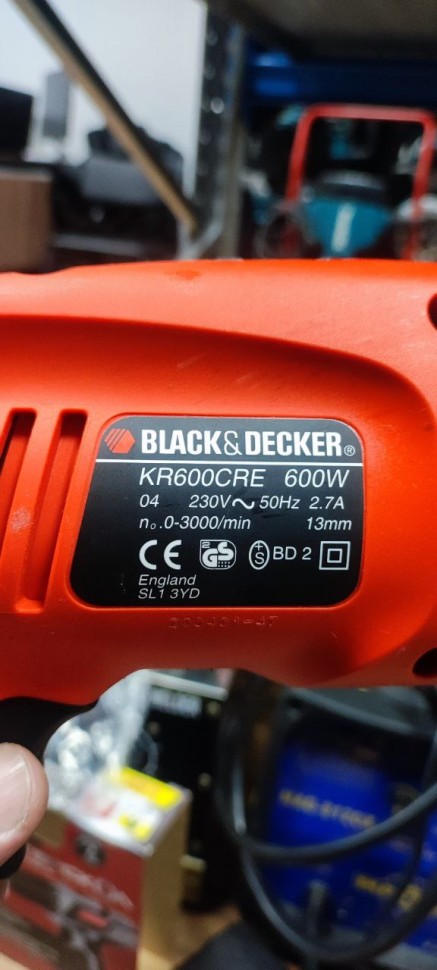 BLACK&DECKER®
KR600CRE 600W
04 230V~50Hz 2.7A
n₀.0-3000/min 13mm
CE GS S BD 2
England
SL1 3YD